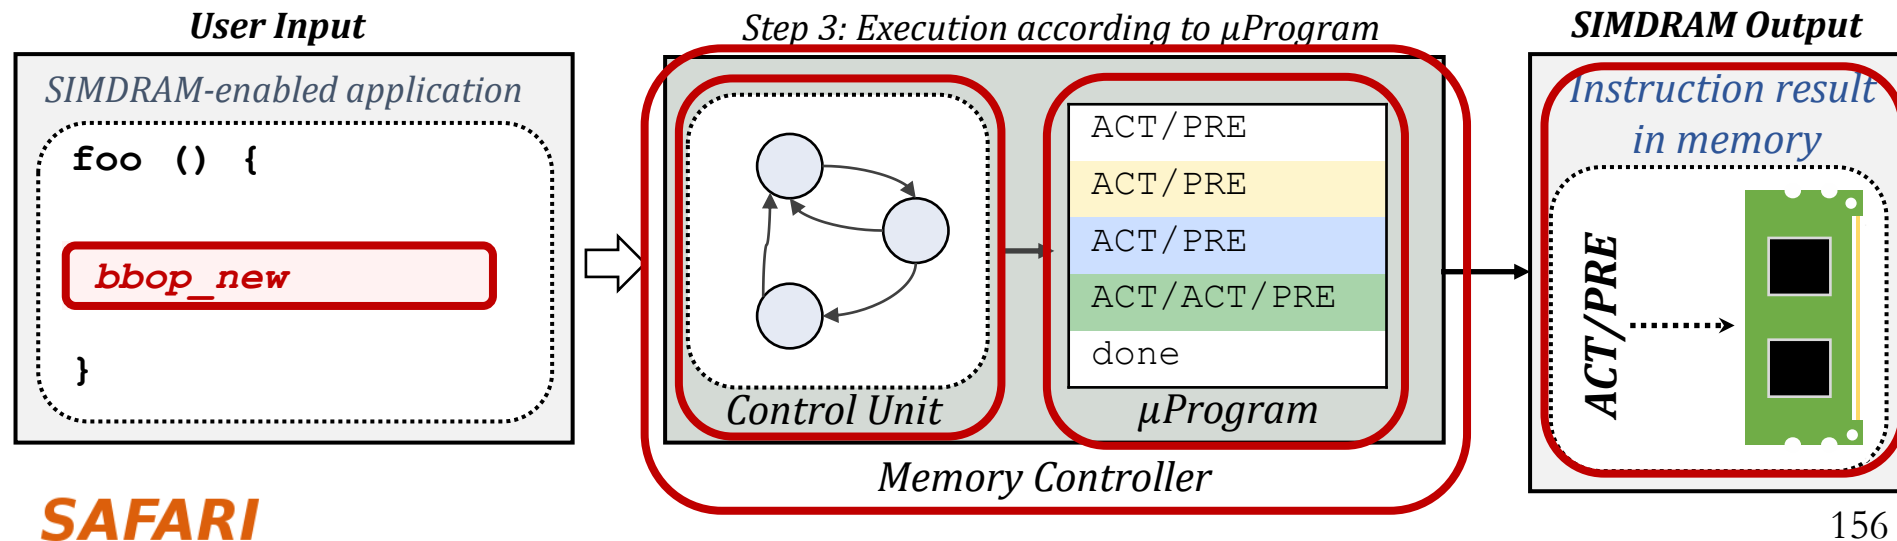 User Input
SIMDRAM-enabled application
foo () {
bbop_new
}
Step 3: Execution according to µProgram
Control Unit
ACT/PRE
ACT/PRE
ACT/PRE
ACT/ACT/PRE
done
µProgram
Memory Controller
SIMDRAM Output
Instruction result
in memory
ACT/PRE
SAFARI
156